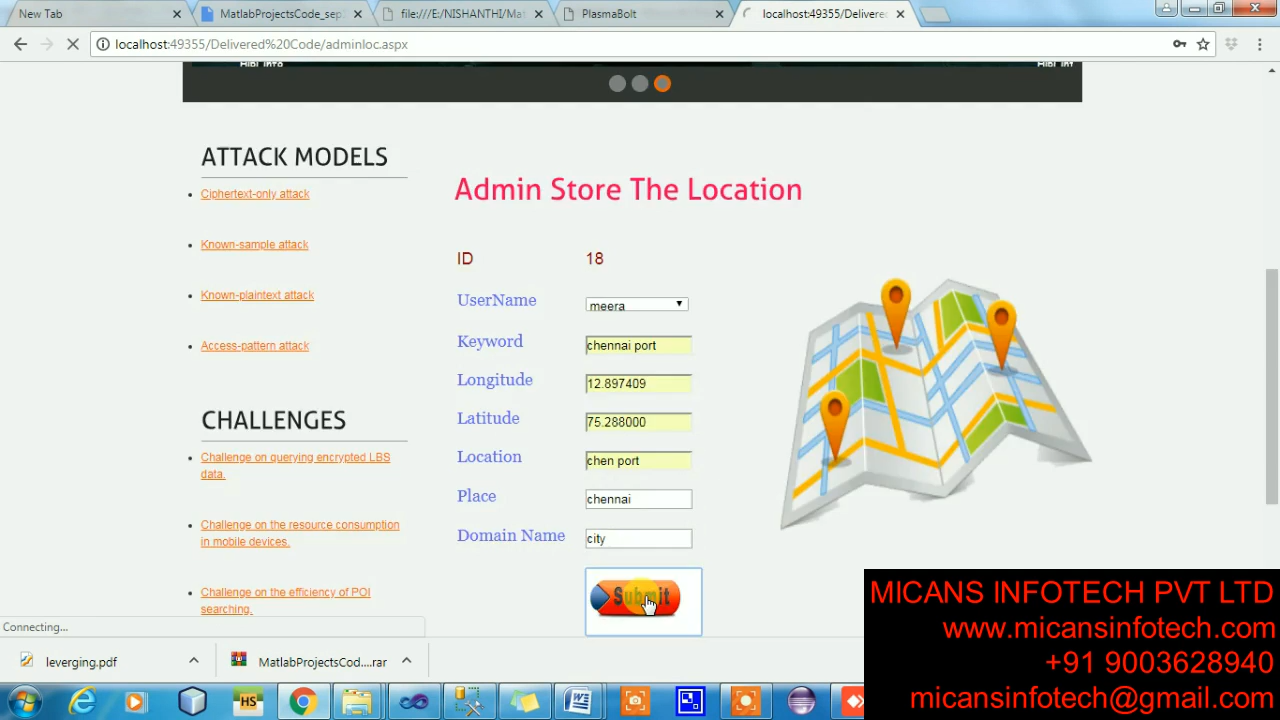 New Tab
MatlabProjectsCode_sep
file:///E:/NISHANTHI/Mat
PlasmaBolt
localhost:49355/Delivere
localhost:49355/Delivered%20Code/adminloc.aspx
ATTACK MODELS
Ciphertext-only attack
Known-sample attack
Known-plaintext attack
Access-pattern attack
CHALLENGES
Challenge on querying encrypted LBS
data.
Challenge on the resource consumption
in mobile devices.
Challenge on the efficiency of POI
searching.
Admin Store The Location
ID 18
UserName meera
Keyword chennai port
Longitude 12.897409
Latitude 75.288000
Location chen port
Place chennai
Domain Name city
Submit
Connecting...
leverging.pdf
MatlabProjectsCod....rar
HS
MICANS INFOTECH PVT LTD
www.micansinfotech.com
+91 9003628940
micansinfotech@gmail.com